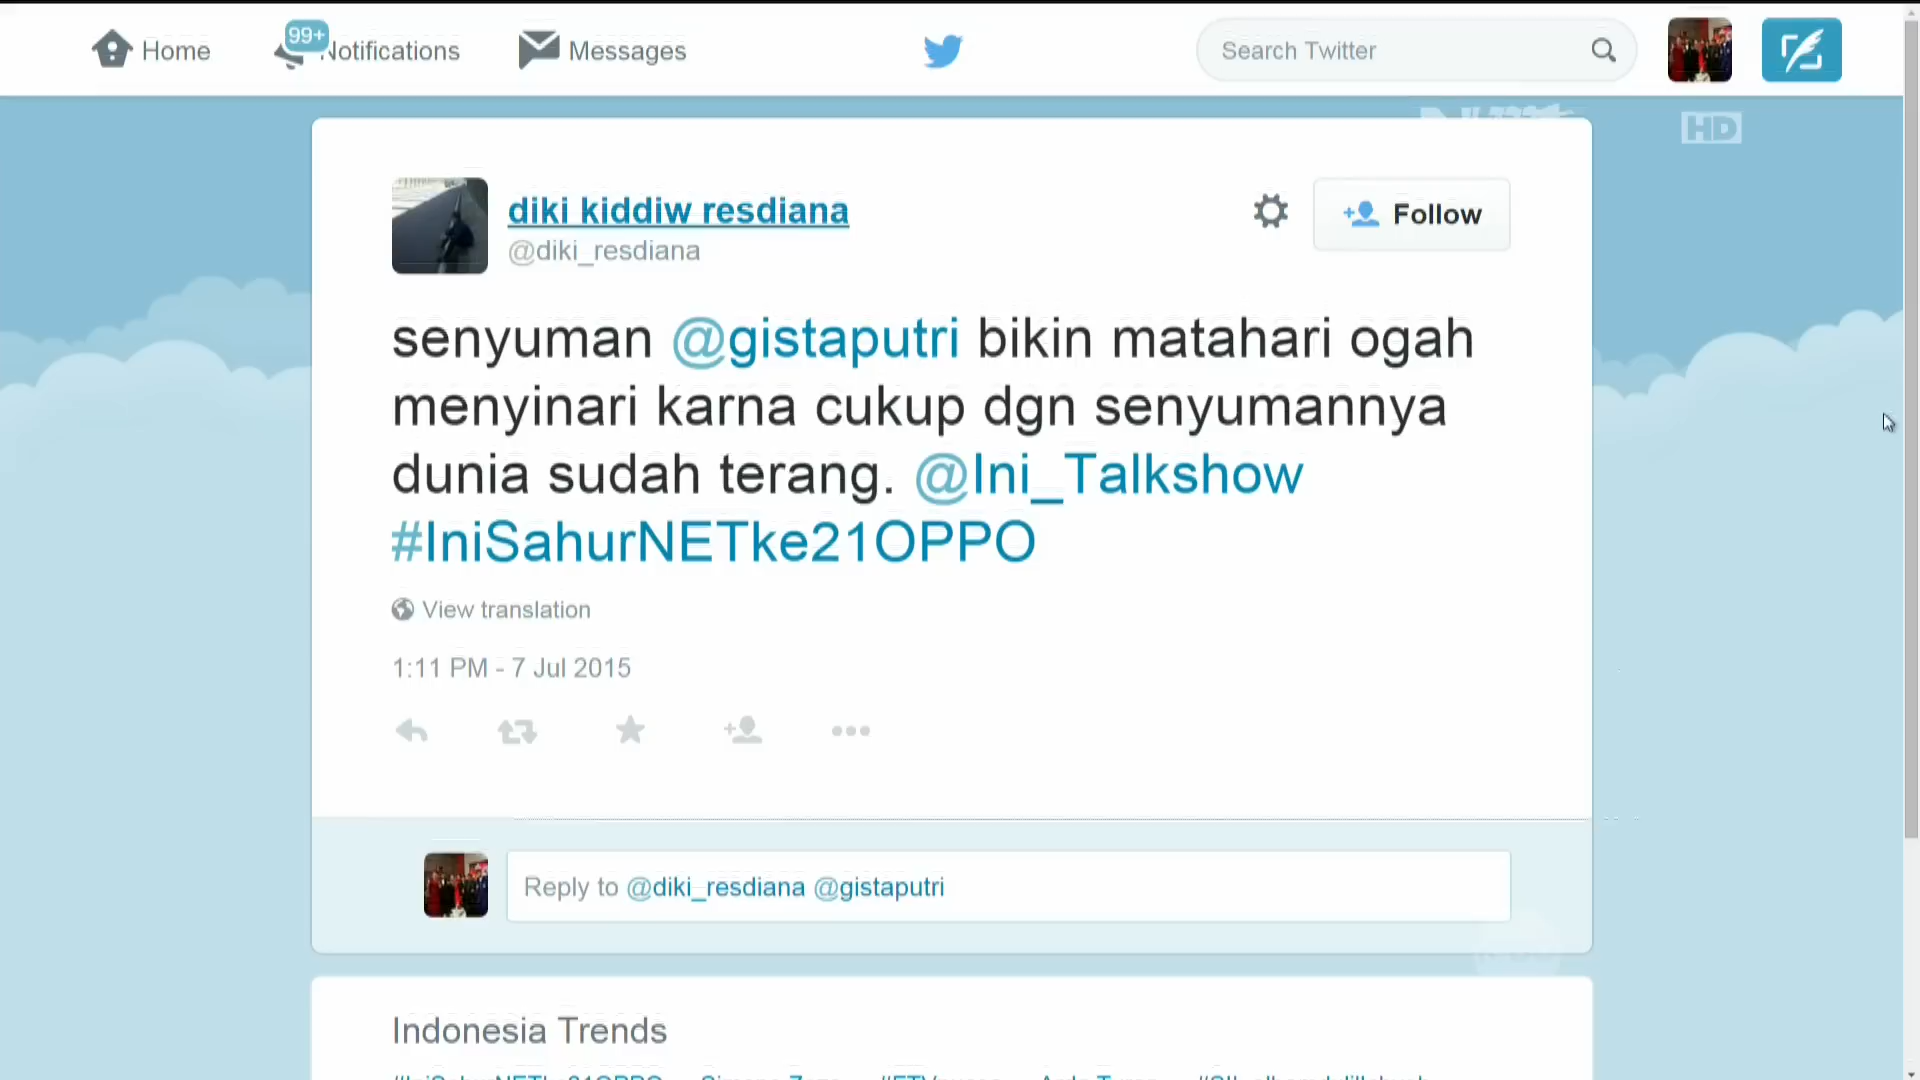 Home
99+
Notifications
Messages
Search Twitter
HD
diki kiddiw resdiana
@diki_resdiana
Follow
senyuman @gistaputri bikin matahari ogah
menyinari karna cukup dgn senyumannya
dunia sudah terang. @Ini_Talkshow
#IniSahurNETke21OPPO
View translation
1:11 PM - 7 Jul 2015
Reply to @diki_resdiana @gistaputri
Indonesia Trends
#IniSahurNETke21OPPO